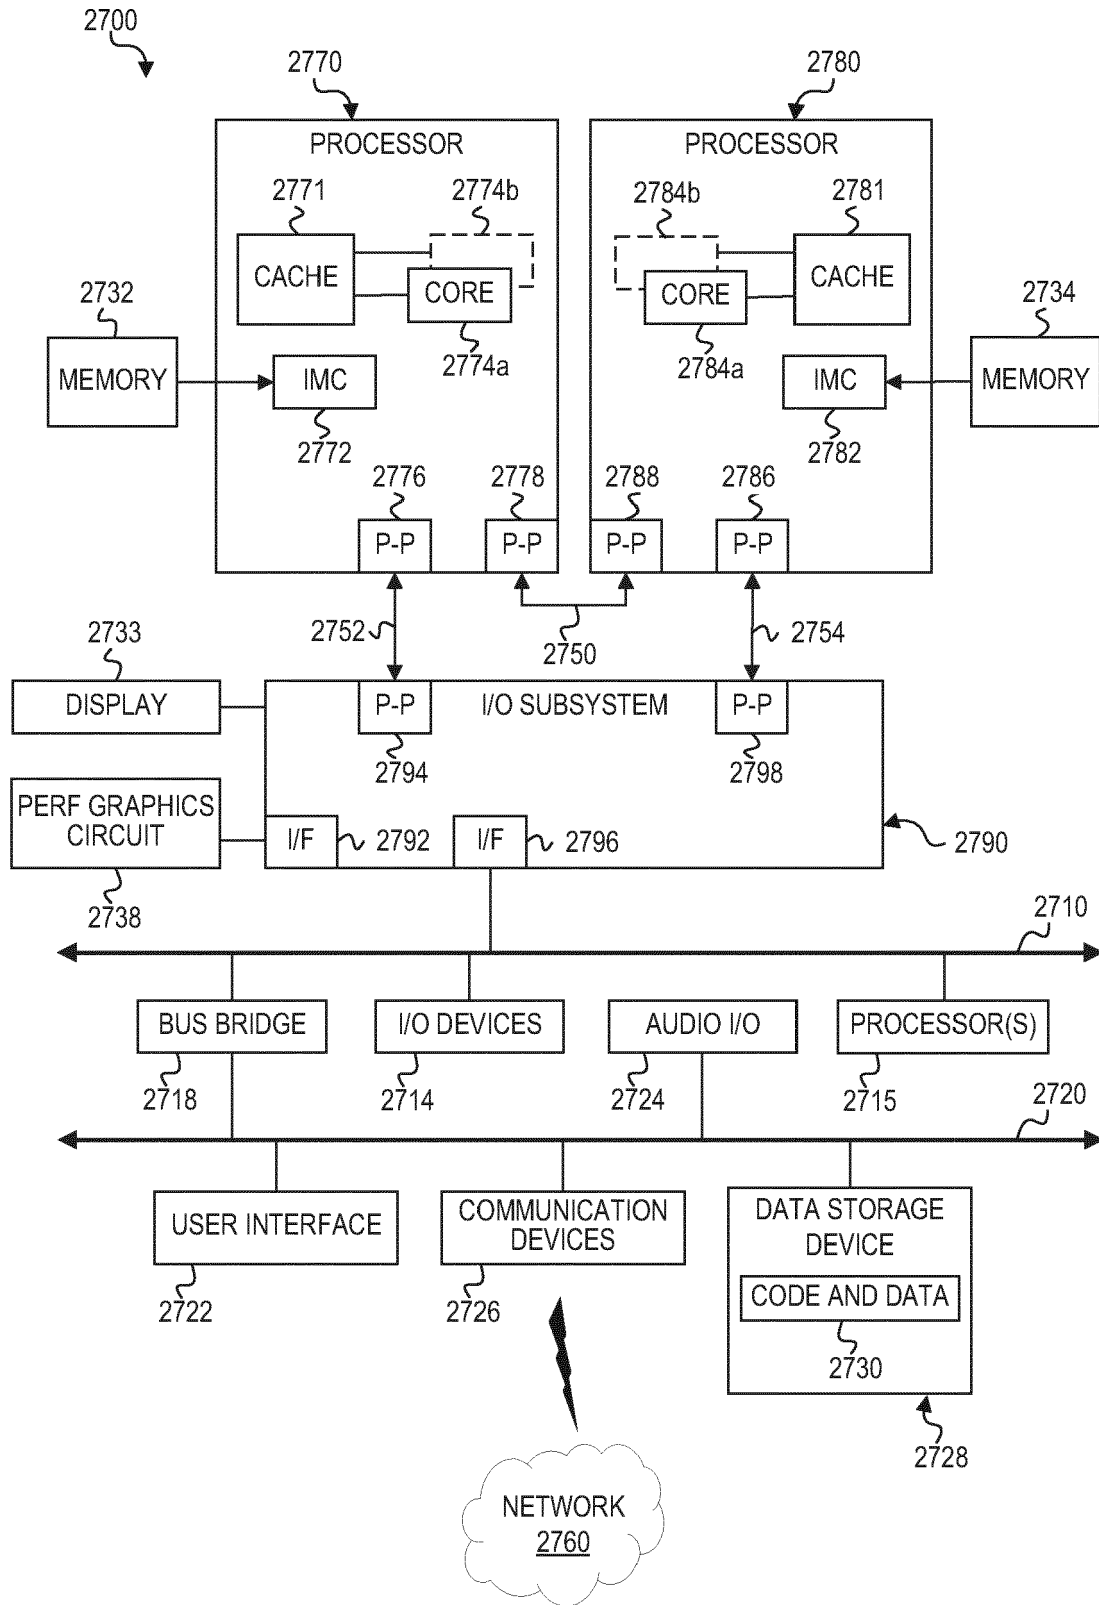 2700
2770
2780
PROCESSOR
PROCESSOR
2771
2774b
2784b
2781
CACHE
CORE
CORE
CACHE
2732
2734
2774a
2784a
MEMORY
IMC
IMC
MEMORY
2772
2782
2776
2778
2788
2786
P-P
P-P
P-P
P-P
2752
2750
2754
2733
DISPLAY
P-P
I/O SUBSYSTEM
P-P
2794
2798
PERF GRAPHICS
CIRCUIT
I/F
2792
I/F
2796
2790
2738
2710
BUS BRIDGE
I/O DEVICES
AUDIO I/O
PROCESSOR(S)
2718
2714
2724
2715
2720
USER INTERFACE
COMMUNICATION
DEVICES
DATA STORAGE
DEVICE
CODE AND DATA
2722
2726
2730
2728
NETWORK
2760